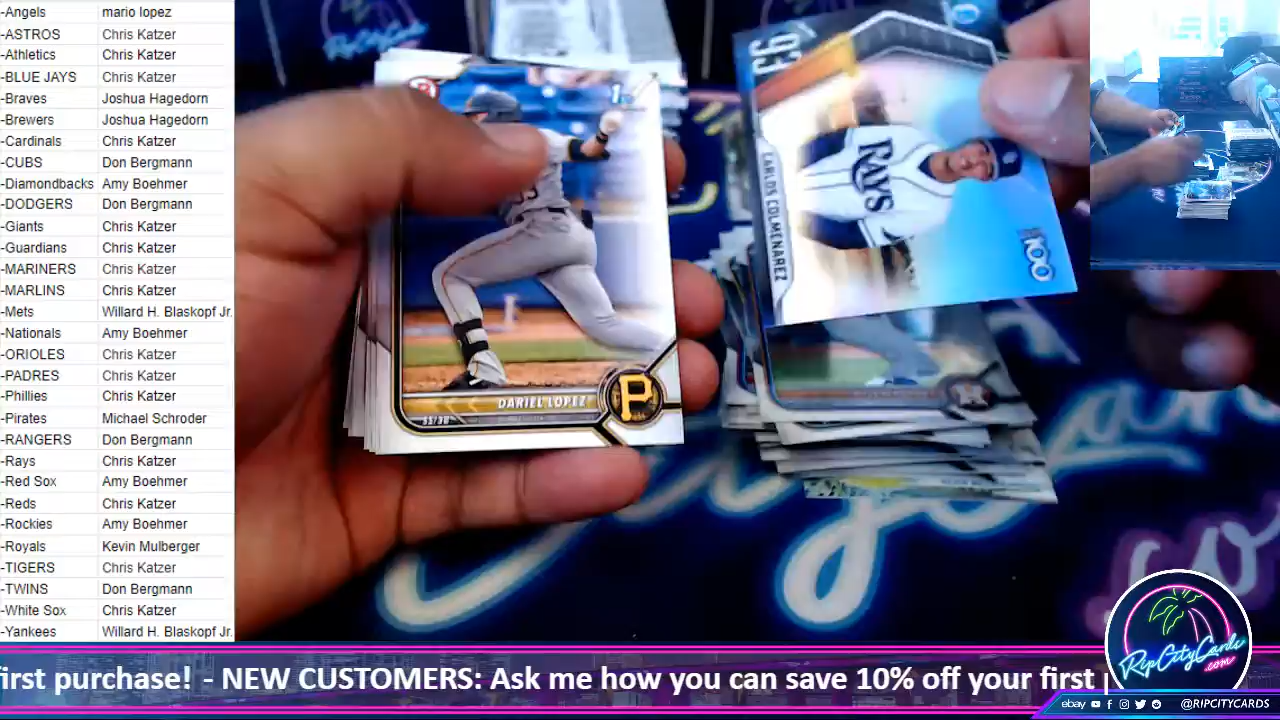 -Angels mario lopez
-ASTROS Chris Katzer
-Athletics Chris Katzer
-BLUE JAYS Chris Katzer
-Braves Joshua Hagedorn
-Brewers Joshua Hagedorn
-Cardinals Chris Katzer
-CUBS Don Bergmann
-Diamondbacks Amy Boehmer
-DODGERS Don Bergmann
-Giants Chris Katzer
-Guardians Chris Katzer
-MARINERS Chris Katzer
-MARLINS Chris Katzer
-Mets Willard H. Blaskopf Jr.
-Nationals Amy Boehmer
-ORIOLES Chris Katzer
-PADRES Chris Katzer
-Phillies Chris Katzer
-Pirates Michael Schroder
-RANGERS Don Bergmann
-Rays Chris Katzer
-Red Sox Amy Boehmer
-Reds Chris Katzer
-Rockies Amy Boehmer
-Royals Kevin Mulberger
-TIGERS Chris Katzer
-TWINS Don Bergmann
-White Sox Chris Katzer
-Yankees Willard H. Blaskopf Jr.
1st
DARIEL LOPEZ
P
93
CARLOS COLMENAREZ
RAYS
100
irst purchase! - NEW CUSTOMERS: Ask me how you can save 10% off your first
RipCityCards
.com
ebay @RIPCITYCARDS